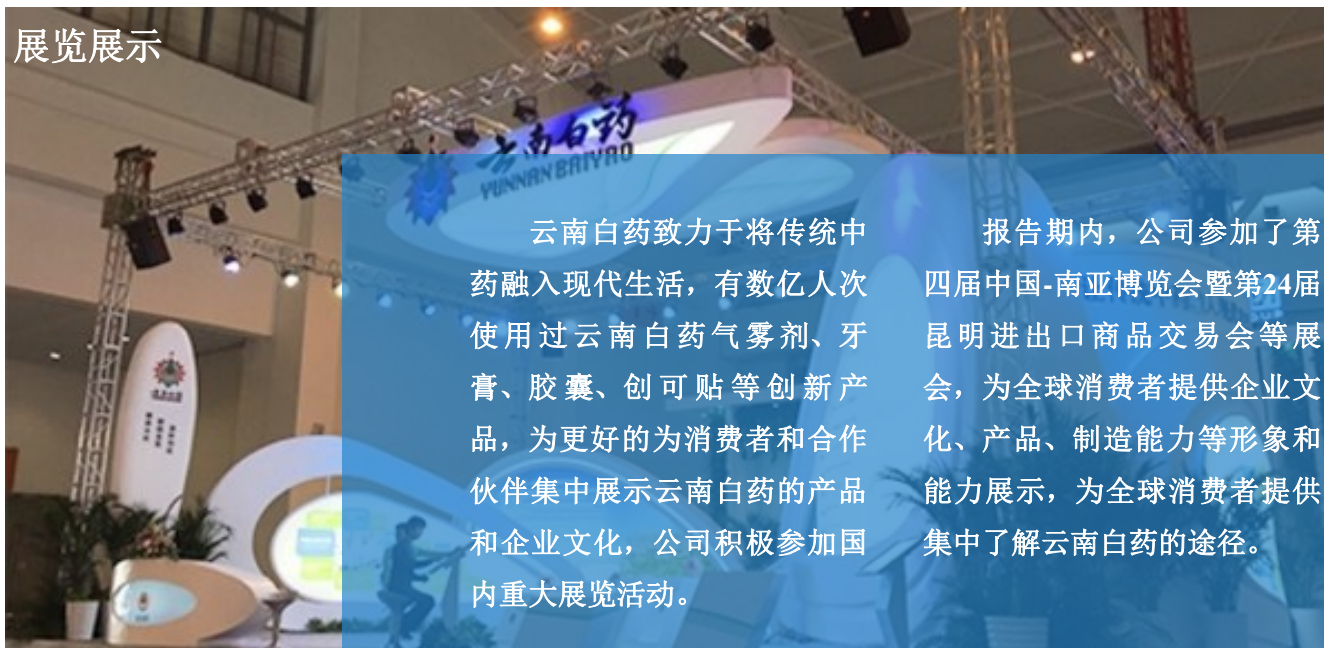 展览展示
云南白药
YUNNAN BAIYAO
云南白药致力于将传统中
药融入现代生活，有数亿人次
使用过云南白药气雾剂、牙
膏、胶囊、创可贴等创新产
品，为更好的为消费者和合作
伙伴集中展示云南白药的产品
和企业文化，公司积极参加国
内重大展览活动。
报告期内，公司参加了第
四届中国-南亚博览会暨第24届
昆明进出口商品交易会等展
会，为全球消费者提供企业文
化、产品、制造能力等形象和
能力展示，为全球消费者提供
集中了解云南白药的途径。